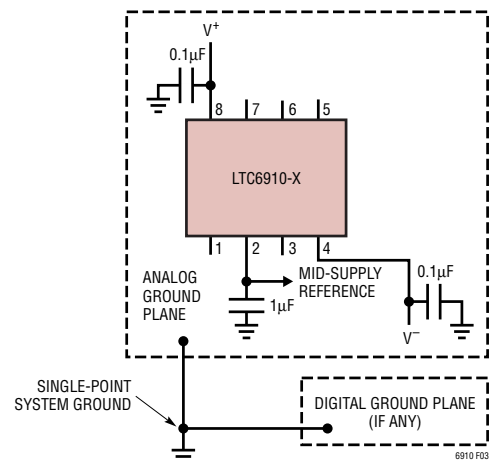 V+
0.1µF
8 7 6 5
LTC6910-X
1 2 3 4
ANALOG
GROUND
PLANE
MID-SUPPLY
REFERENCE
1µF
0.1µF
V–
SINGLE-POINT
SYSTEM GROUND
DIGITAL GROUND PLANE
(IF ANY)
6910 F03